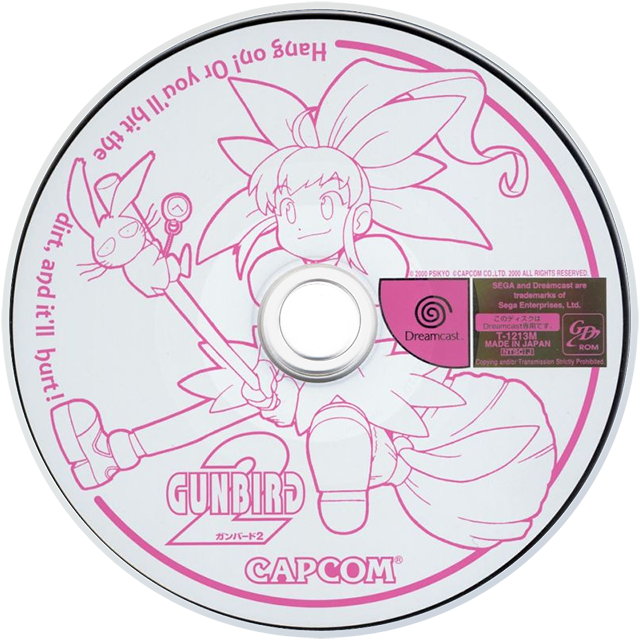 Hang on! Or you'll hit the
dirt, and it'll hurt!
© 2000 PSIKYO ©CAPCOM CO.,LTD. 2000 ALL RIGHTS RESERVED.
SEGA and Dreamcast are
trademarks of
Sega Enterprises, Ltd.
このディスクは
Dreamcast専用です。
T-1213M
MADE IN JAPAN
NTSC J
GD
ROM
Copying and/or Transmission Strictly Prohibited.
Dreamcast
GUNBIRD
2
ガンバード2
CAPCOM®